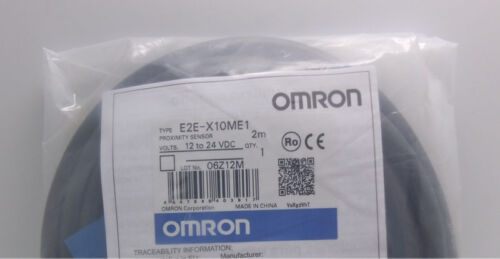 OMRON
TYPE E2E-X10ME1
PROXIMITY SENSOR 2m
VOLTS. 12 to 24 VDC QTY. 1
LOT No. 06Z12M
OMRON Corporation MADE IN CHINA
OMRON
TRACEABILITY INFORMATION:
Manufacturer: